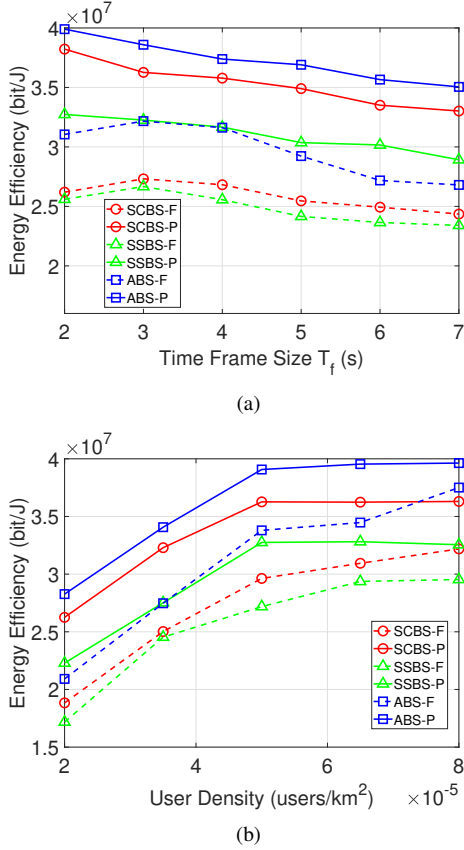 ×10^7
4
3.5
3
2.5
2
Energy Efficiency (bit/J)
SCBS-F
SCBS-P
SSBS-F
SSBS-P
ABS-F
ABS-P
2 3 4 5 6 7
Time Frame Size T_f (s)
(a)
×10^7
4
3.5
3
2.5
2
1.5
Energy Efficiency (bit/J)
SCBS-F
SCBS-P
SSBS-F
SSBS-P
ABS-F
ABS-P
2 4 6 8
User Density (users/km^2) ×10^-5
(b)